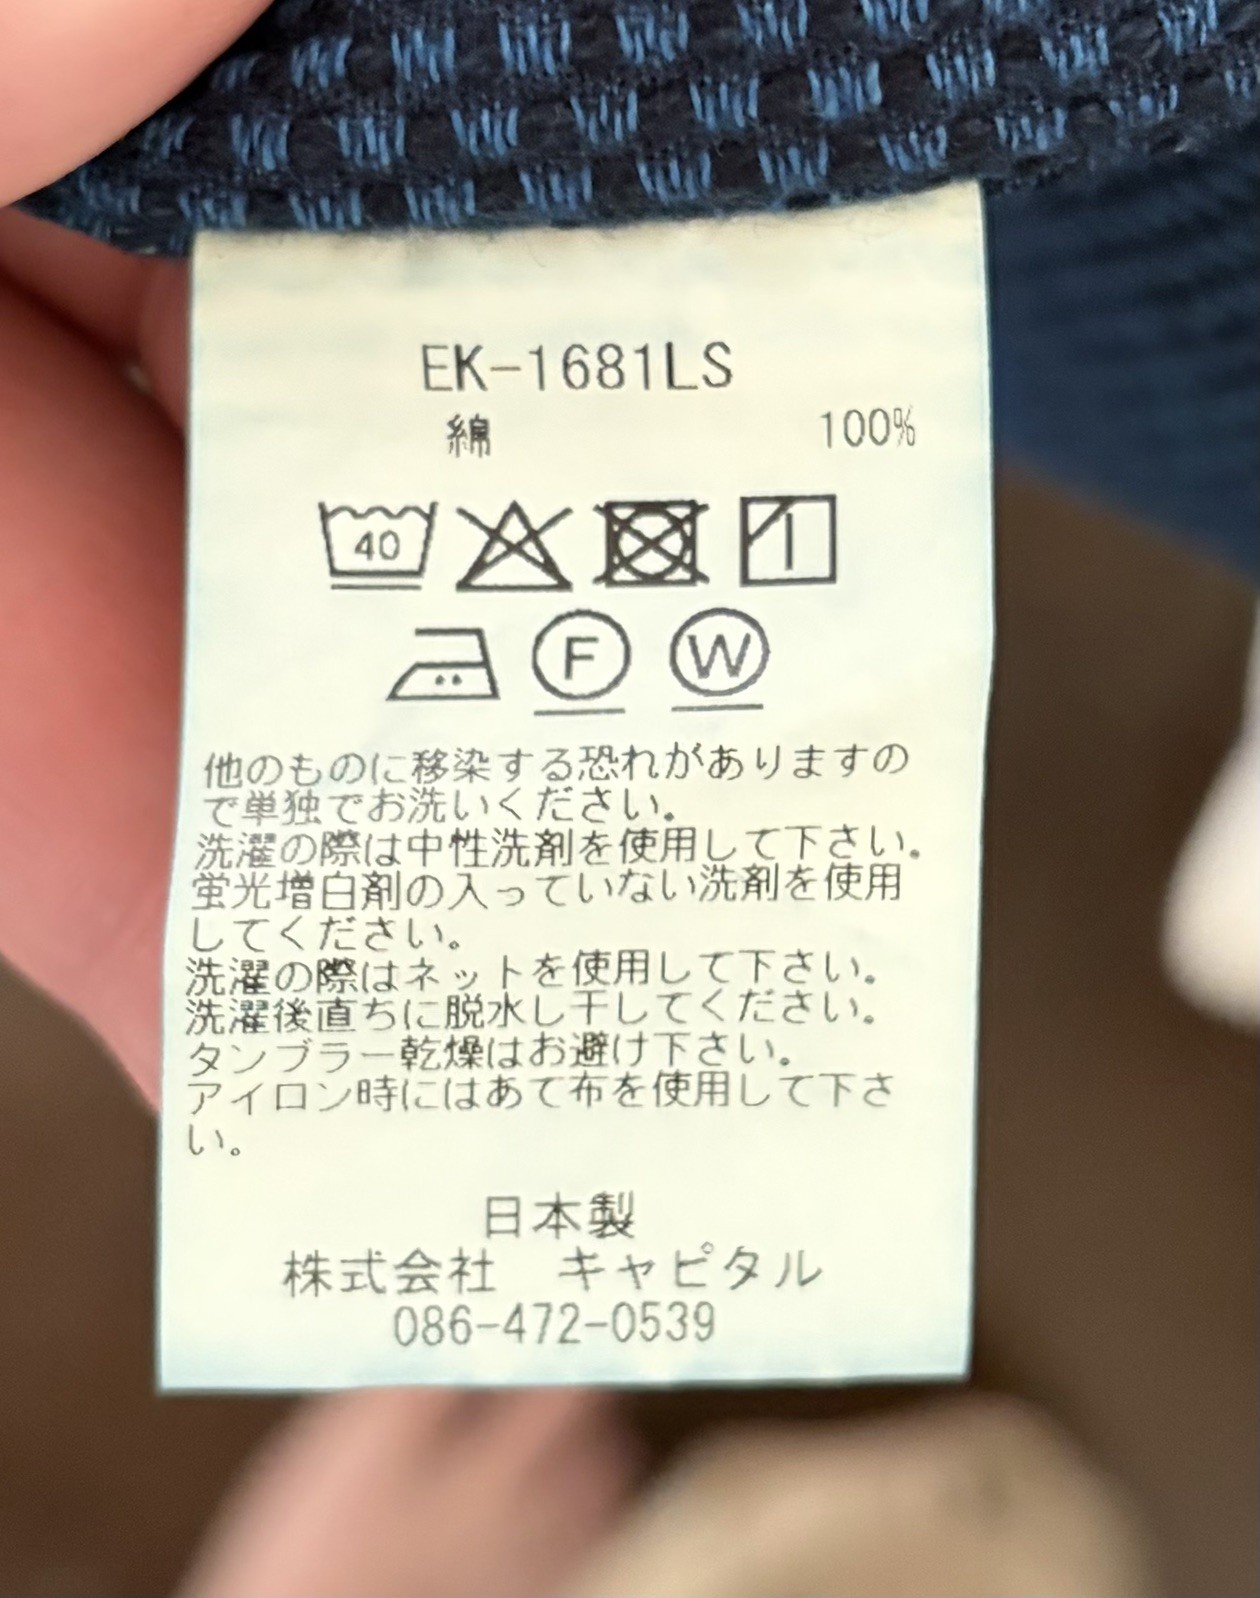 EK-1681LS
綿 100%
40
F W
他のものに移染する恐れがありますの
で単独でお洗いください。
洗濯の際は中性洗剤を使用して下さい。
蛍光増白剤の入っていない洗剤を使用
してください。
洗濯の際はネットを使用して下さい。
洗濯後直ちに脱水し干してください。
タンブラー乾燥はお避け下さい。
アイロン時にはあて布を使用して下さ
い。
日本製
株式会社 キャピタル
086-472-0539